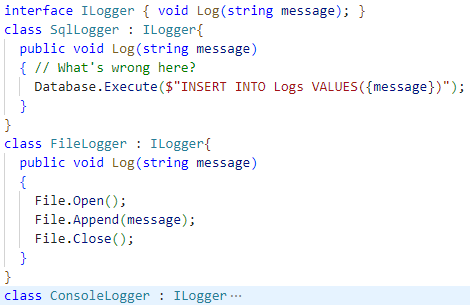 interface ILogger { void Log(string message); }
class SqlLogger : ILogger{
  public void Log(string message)
  { // What's wrong here?
    Database.Execute($"INSERT INTO Logs VALUES({message})");
  }
}
class FileLogger : ILogger{
  public void Log(string message)
  {
    File.Open();
    File.Append(message);
    File.Close();
  }
}
class ConsoleLogger : ILogger ···